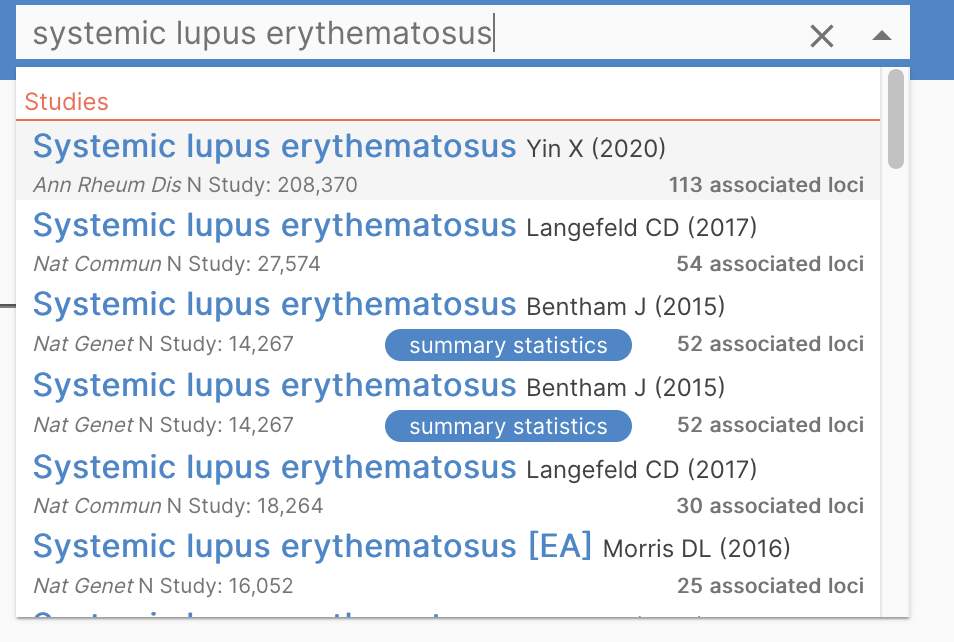 systemic lupus erythematosus
Studies
Systemic lupus erythematosus Yin X (2020)
Ann Rheum Dis N Study: 208,370 113 associated loci
Systemic lupus erythematosus Langefeld CD (2017)
Nat Commun N Study: 27,574 54 associated loci
Systemic lupus erythematosus Bentham J (2015)
Nat Genet N Study: 14,267 summary statistics 52 associated loci
Systemic lupus erythematosus Bentham J (2015)
Nat Genet N Study: 14,267 summary statistics 52 associated loci
Systemic lupus erythematosus Langefeld CD (2017)
Nat Commun N Study: 18,264 30 associated loci
Systemic lupus erythematosus [EA] Morris DL (2016)
Nat Genet N Study: 16,052 25 associated loci